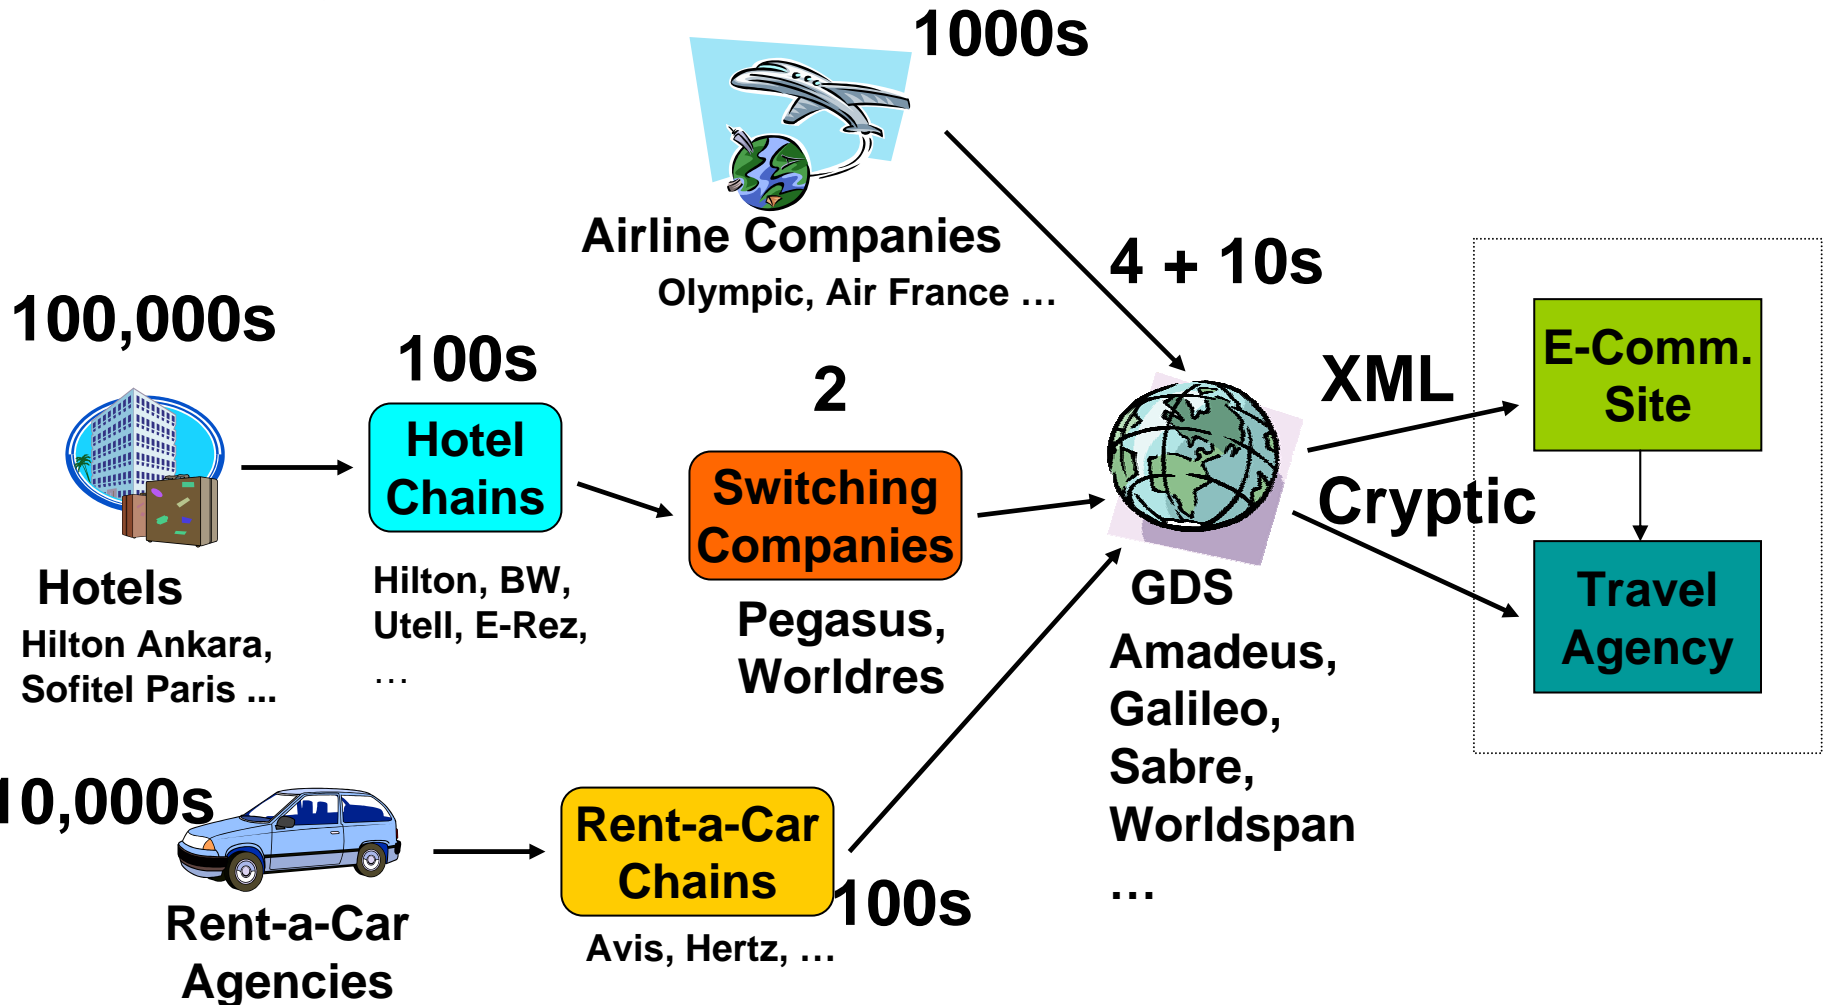 1000s
Airline Companies
Olympic, Air France …
4 + 10s
100,000s
Hotels
Hilton Ankara,
Sofitel Paris ...
100s
Hotel
Chains
Hilton, BW,
Utell, E-Rez,
…
2
Switching
Companies
Pegasus,
Worldres
GDS
Amadeus,
Galileo,
Sabre,
Worldspan
…
XML
Cryptic
E-Comm.
Site
Travel
Agency
10,000s
Rent-a-Car
Agencies
Rent-a-Car
Chains
100s
Avis, Hertz, …